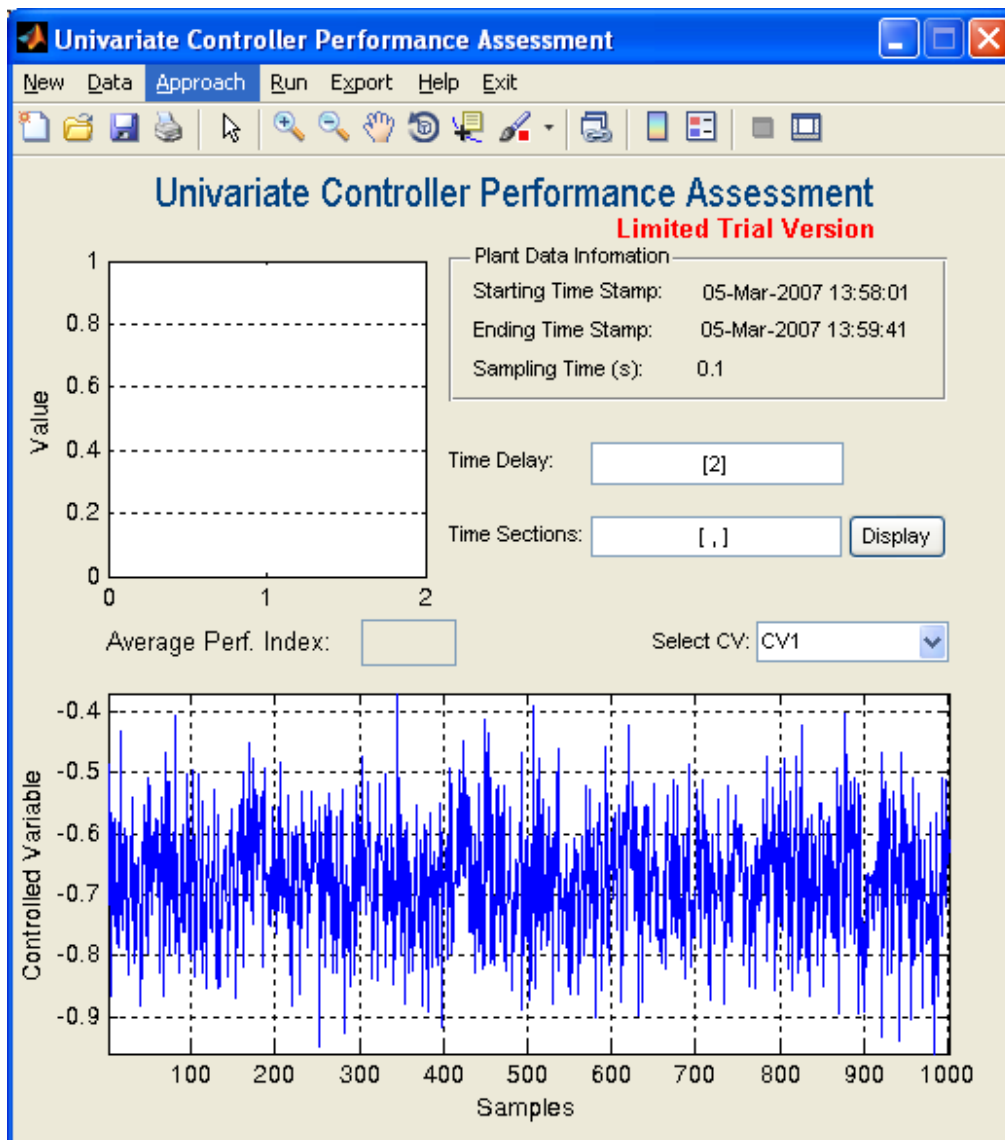 Univariate Controller Performance Assessment
New Data Approach Run Export Help Exit
Univariate Controller Performance Assessment
Limited Trial Version
Plant Data Infomation
Starting Time Stamp: 05-Mar-2007 13:58:01
Ending Time Stamp: 05-Mar-2007 13:59:41
Sampling Time (s): 0.1
Value
1
0.8
0.6
0.4
0.2
0
0 1 2
Time Delay: [2]
Time Sections: [ , ] Display
Average Perf. Index:
Select CV: CV1
Controlled Variable
-0.4
-0.5
-0.6
-0.7
-0.8
-0.9
100 200 300 400 500 600 700 800 900 1000
Samples